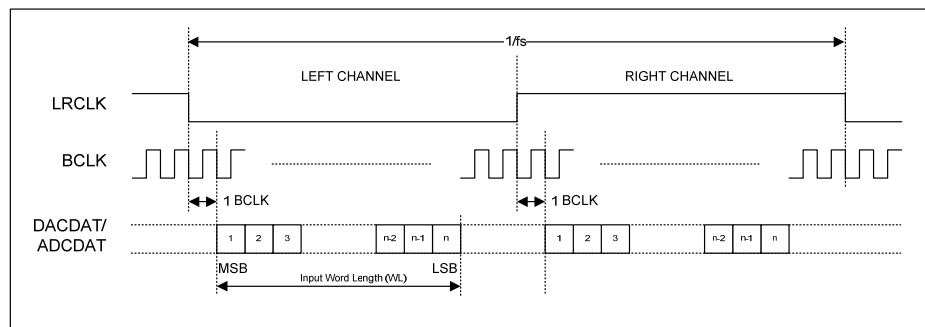 1/fs
LEFT CHANNEL RIGHT CHANNEL
LRCLK
BCLK
1 BCLK 1 BCLK
DACDAT/
ADCDAT
1 2 3 n-2 n-1 n 1 2 3 n-2 n-1 n
MSB LSB
Input Word Length (WL)